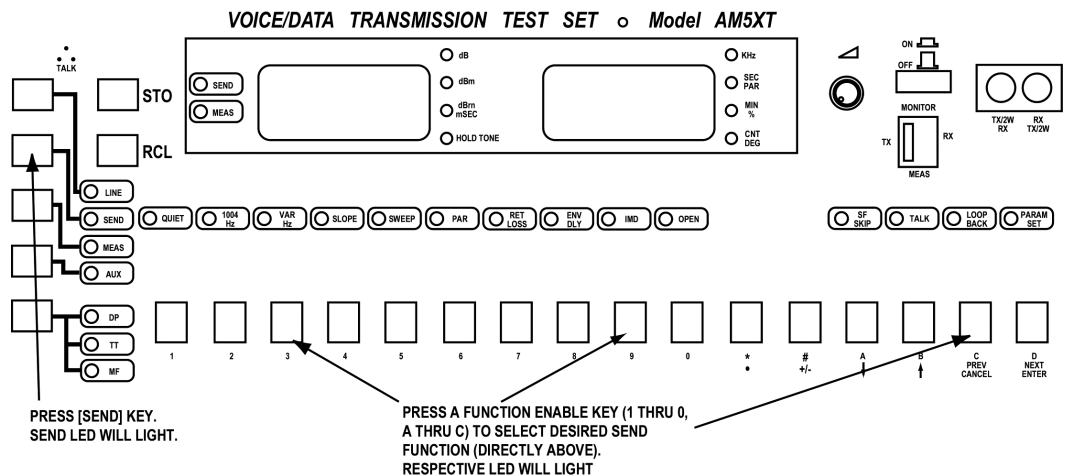 VOICE/DATA TRANSMISSION TEST SET o Model AM5XT
TALK
STO
RCL
SEND
MEAS
dB
dBm
dBrn
mSEC
HOLD TONE
KHz
SEC
PAR
MIN
%
CNT
DEG
ON
OFF
MONITOR
TX
RX
MEAS
TX/2W
RX
RX
TX/2W
LINE
SEND
MEAS
AUX
DP
TT
MF
QUIET
1004
Hz
VAR
Hz
SLOPE
SWEEP
PAR
RET
LOSS
ENV
DLY
IMD
OPEN
SF
SKIP
TALK
LOOP
BACK
PARAM
SET
1
2
3
4
5
6
7
8
9
0
*
•
#
+/-
A
↓
B
↑
C
PREV
CANCEL
D
NEXT
ENTER
PRESS [SEND] KEY.
SEND LED WILL LIGHT.
PRESS A FUNCTION ENABLE KEY (1 THRU 0,
A THRU C) TO SELECT DESIRED SEND
FUNCTION (DIRECTLY ABOVE).
RESPECTIVE LED WILL LIGHT